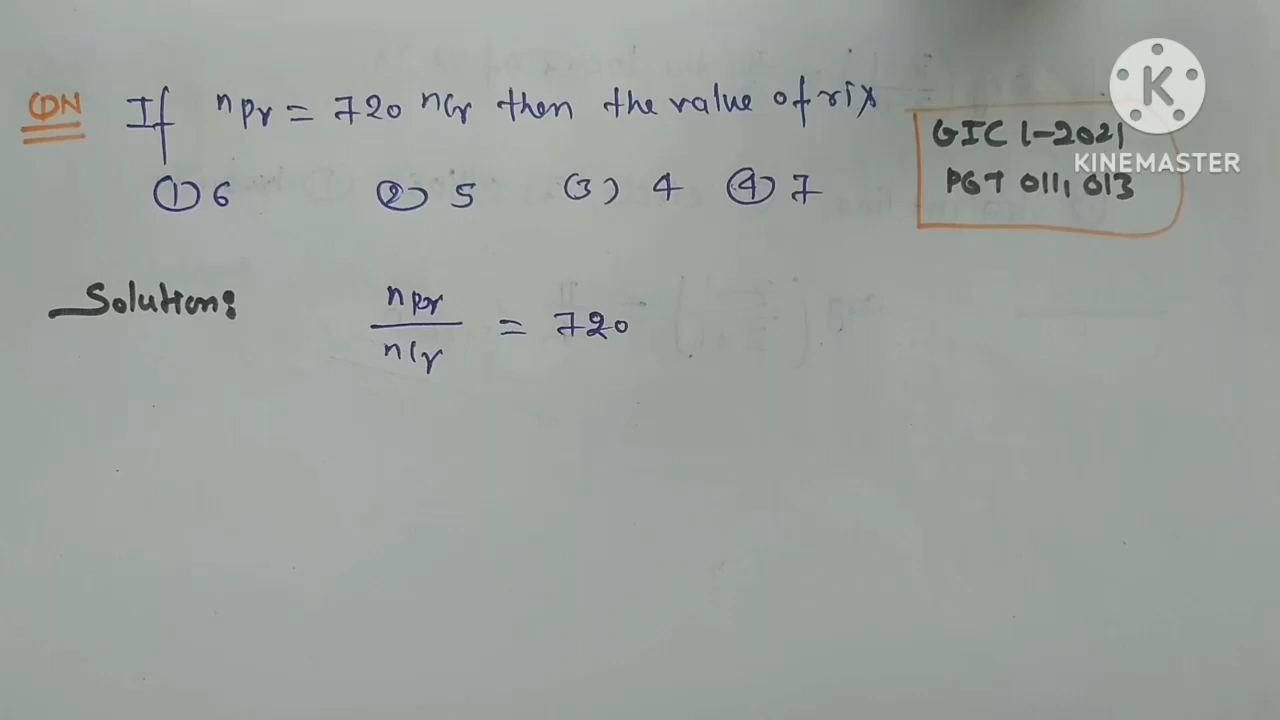 QN If nPr = 720 nCr then the value of r is
① 6 ② 5 (3) 4 ④ 7
GIC 1-2021
PGT 011, 013
K
KINEMASTER
Solution:
nPr
nCr
= 720